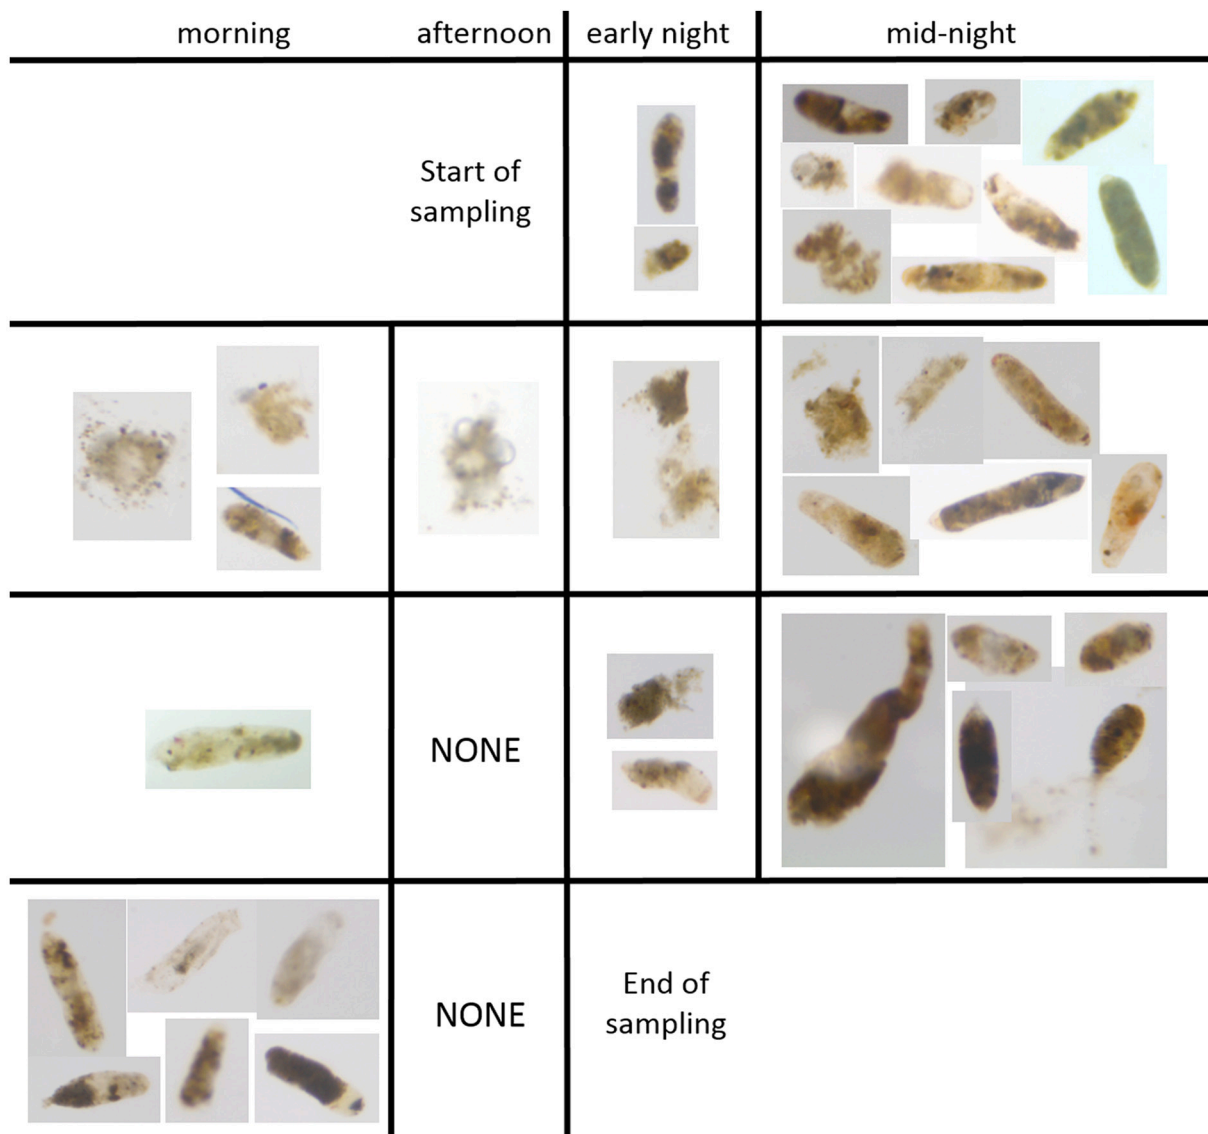 morning
afternoon
early night
mid-night
Start of
sampling
NONE
NONE
End of
sampling